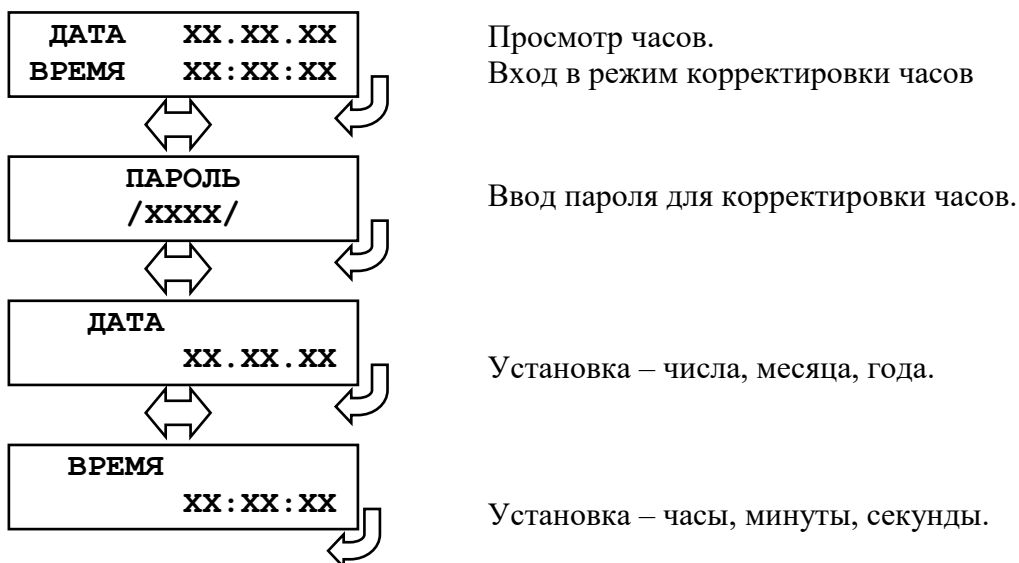 ДАТА XX.XX.XX
ВРЕМЯ XX:XX:XX
Просмотр часов.
Вход в режим корректировки часов
ПАРОЛЬ
/XXXX/
Ввод пароля для корректировки часов.
ДАТА
XX.XX.XX
Установка – числа, месяца, года.
ВРЕМЯ
XX:XX:XX
Установка – часы, минуты, секунды.